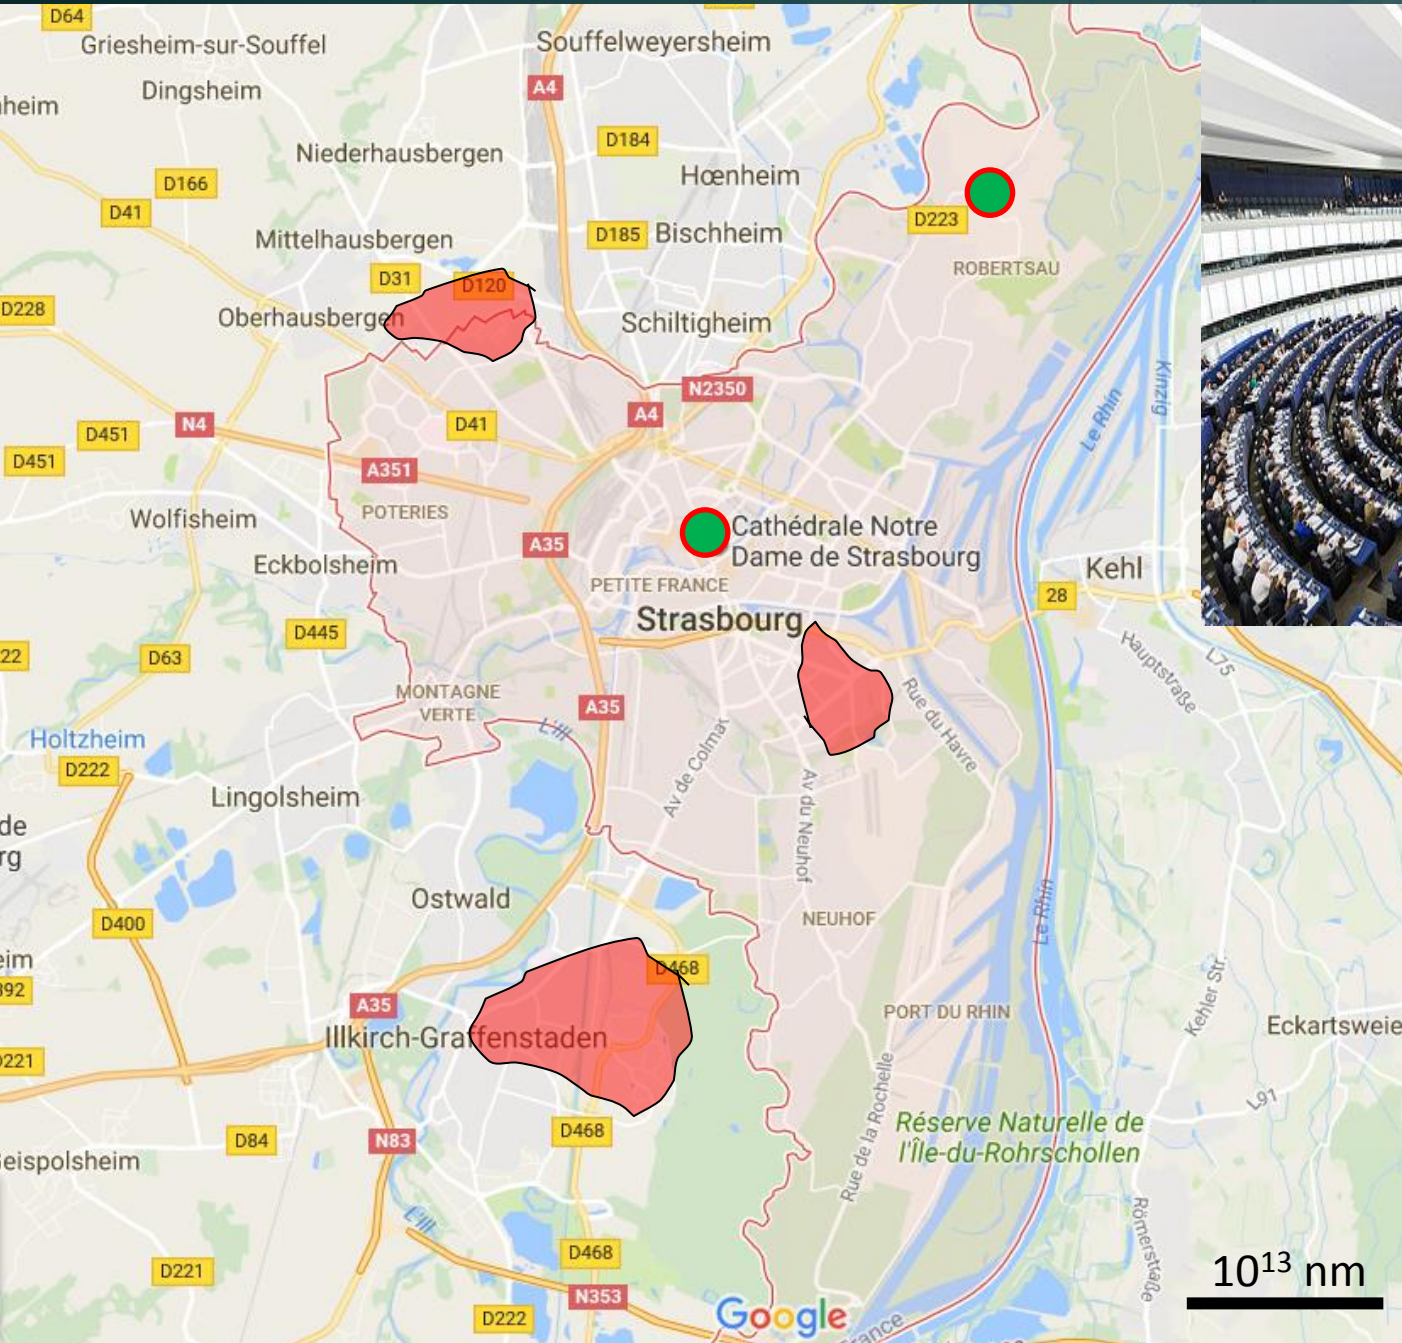 D64
Griesheim-sur-Souffel
Souffelweyersheim
A4
Dingsheim
heim
D184
Niederhausbergen
Hœnheim
D166
D41
D223
D185 Bischheim
Mittelhausbergen
ROBERTSAU
D31
D120
D228
Oberhausbergen
Schiltigheim
Kinzig
N2350
Le Rhin
A4
N4
D41
D451
D451
A351
POTERIES
Wolfisheim
Cathédrale Notre
Dame de Strasbourg
A35
Eckbolsheim
Kehl
PETITE FRANCE
28
Strasbourg
D445
22
D63
Hauptstraße
L75
MONTAGNE
VERTE
A35
Rue du Havre
L'Ill
Holtzheim
D222
Av de Colmar
Lingolsheim
Av du Neuhof
de
rg
Ostwald
D400
NEUHOF
Le Rhin
eim
D468
392
A35
Kehler Str.
PORT DU RHIN
Illkirch-Graffenstaden
Eckartsweie
D221
L91
Rue de la Rochelle
Réserve Naturelle de
l'Île-du-Rohrschollen
D468
D84
N83
eispolsheim
L'Ill
Römerstraße
D468
D221
10¹³ nm
N353
D222
Google
France